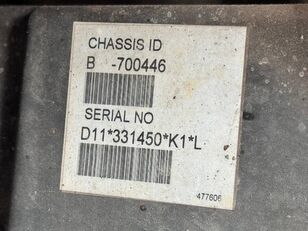 CHASSIS ID
B -700446
SERIAL NO
D11*331450*K1*L
477606